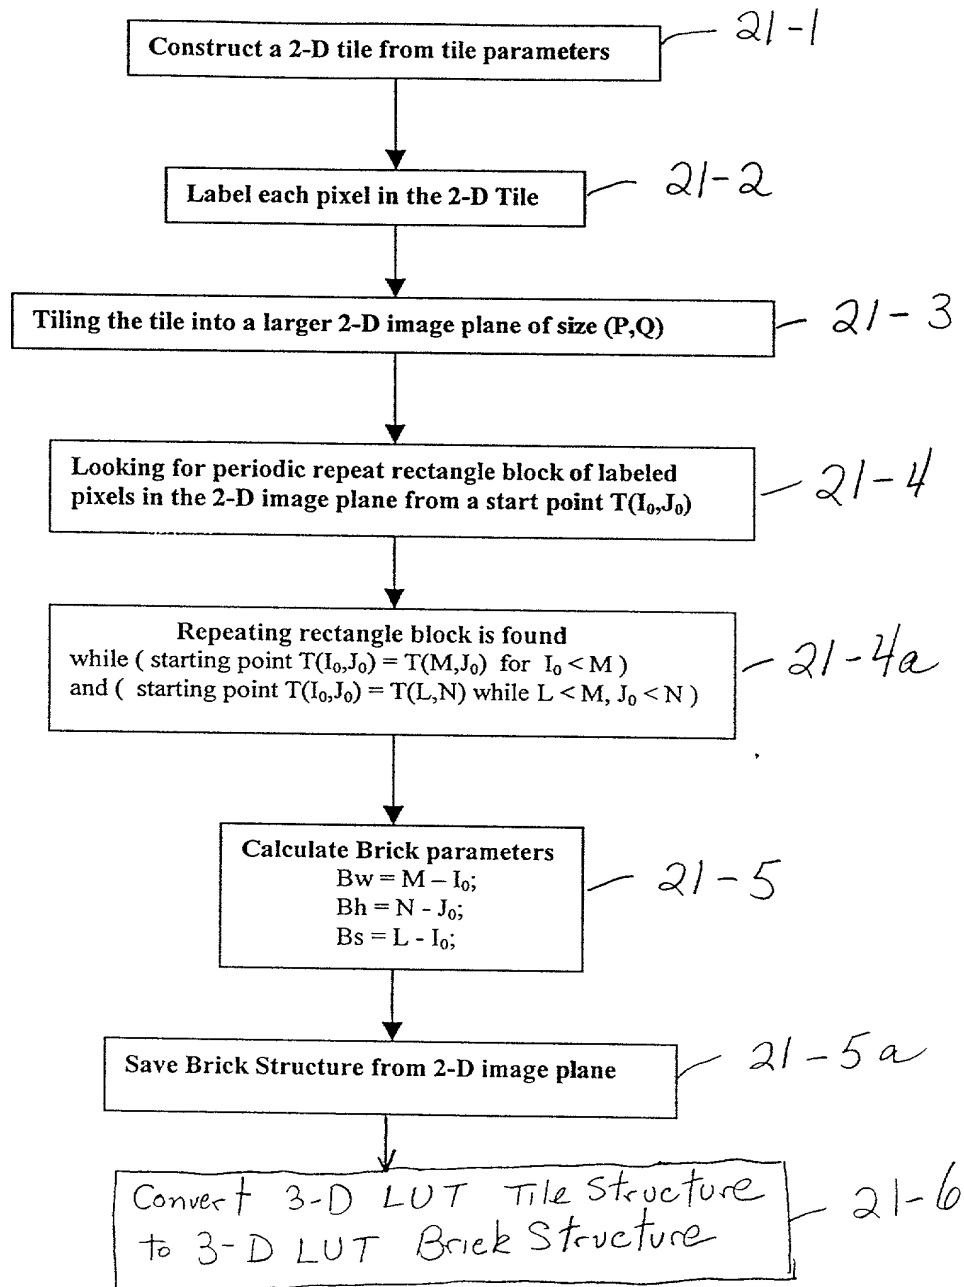 Construct a 2-D tile from tile parameters
21-1
Label each pixel in the 2-D Tile
21-2
Tiling the tile into a larger 2-D image plane of size (P,Q)
21-3
Looking for periodic repeat rectangle block of labeled
pixels in the 2-D image plane from a start point T(I₀,J₀)
21-4
Repeating rectangle block is found
while ( starting point T(I₀,J₀) = T(M,J₀) for I₀ < M )
and ( starting point T(I₀,J₀) = T(L,N) while L < M, J₀ < N )
21-4a
Calculate Brick parameters
Bw = M – I₀;
Bh = N - J₀;
Bs = L - I₀;
21-5
Save Brick Structure from 2-D image plane
21-5a
Convert 3-D LUT Tile Structure
to 3-D LUT Brick Structure
21-6